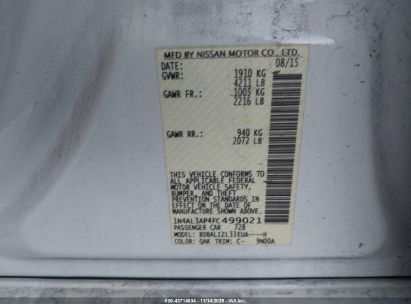 MFD BY NISSAN MOTOR CO., LTD.
DATE: 08/15
GVWR: 1910 KG
4211 LB
GAWR FR.: 1005 KG
2216 LB
GAWR RR.: 940 KG
2072 LB
THIS VEHICLE CONFORMS TO
ALL APPLICABLE FEDERAL
MOTOR VEHICLE SAFETY,
BUMPER, AND THEFT
PREVENTION STANDARDS IN
EFFECT ON THE DATE OF
MANUFACTURE SHOWN ABOVE.
1N4AL3AP4FC499021
PASSENGER CAR 728
MODEL: BDBALIZL33EUA----H
COLOR: QAK TRIM: C- 9N00A